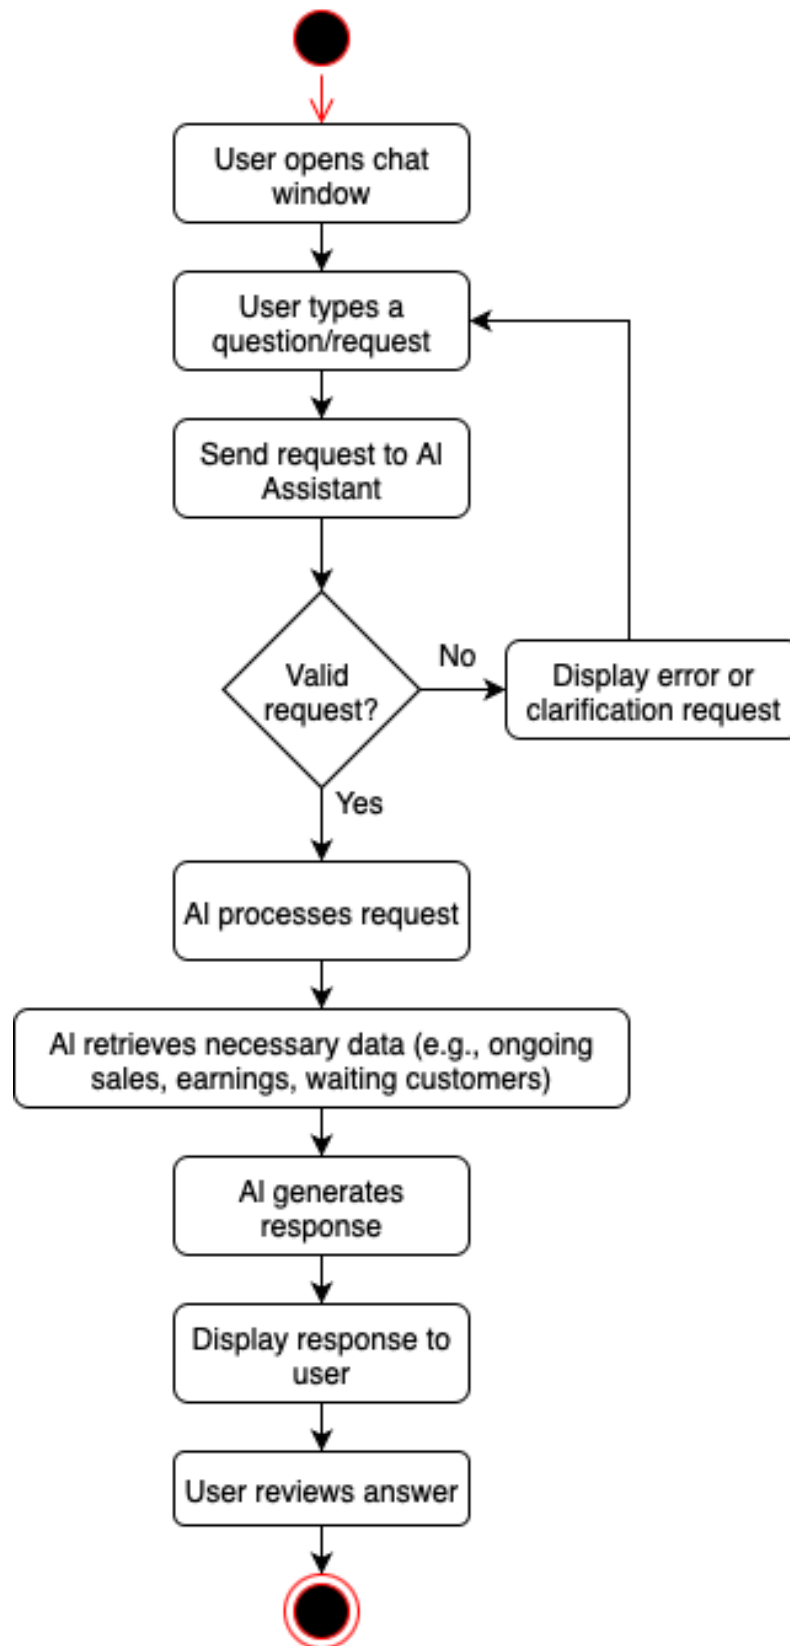 User opens chat
window
User types a
question/request
Send request to AI
Assistant
Valid
request?
No
Display error or
clarification request
Yes
AI processes request
AI retrieves necessary data (e.g., ongoing
sales, earnings, waiting customers)
AI generates
response
Display response to
user
User reviews answer